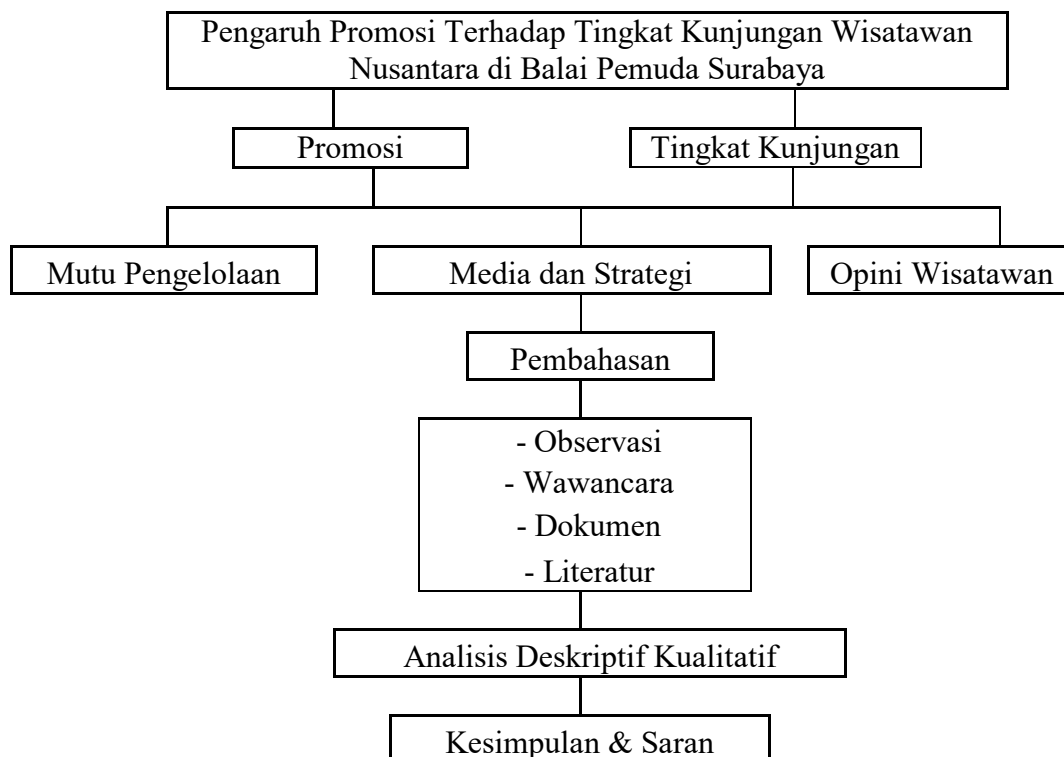 Pengaruh Promosi Terhadap Tingkat Kunjungan Wisatawan
Nusantara di Balai Pemuda Surabaya
Promosi
Tingkat Kunjungan
Mutu Pengelolaan
Media dan Strategi
Opini Wisatawan
Pembahasan
- Observasi
- Wawancara
- Dokumen
- Literatur
Analisis Deskriptif Kualitatif
Kesimpulan & Saran